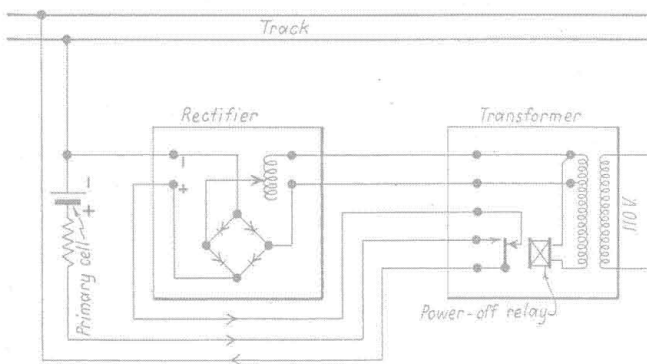 Track
Rectifier
Transformer
-
+
-
+
Primary cell
110 V.
Power-off relay